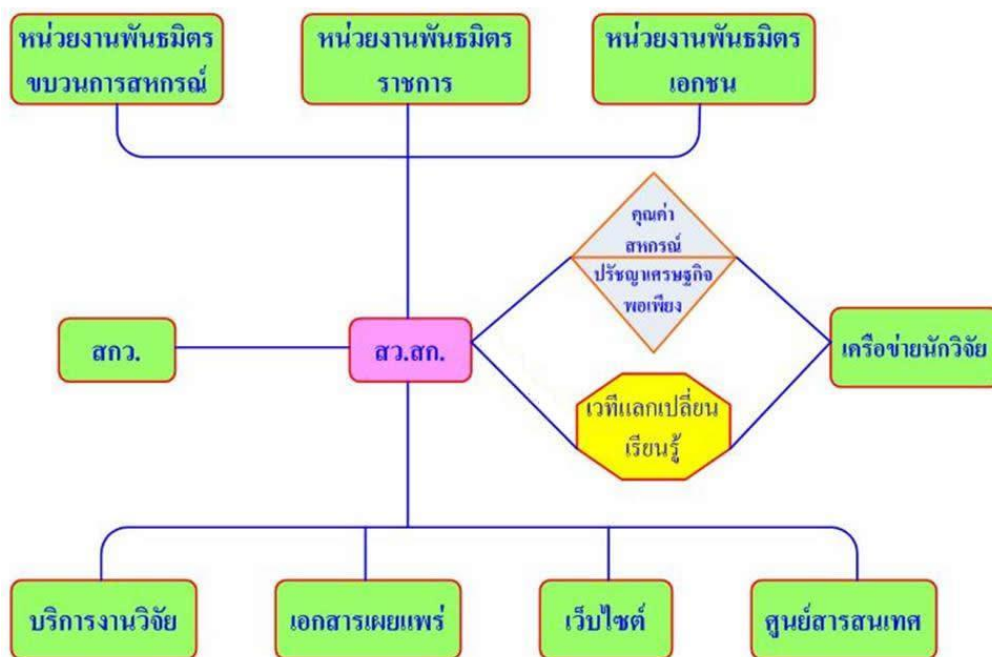 หน่วยงานพันธมิตร
ขบวนการสหกรณ์
หน่วยงานพันธมิตร
ราชการ
หน่วยงานพันธมิตร
เอกชน
คุณค่า
สหกรณ์
ปรัชญาเศรษฐกิจ
พอเพียง
สกว.
สว.สก.
เครือข่ายนักวิจัย
เวทีแลกเปลี่ยน
เรียนรู้
บริการงานวิจัย
เอกสารเผยแพร่
เว็บไซต์
ศูนย์สารสนเทศ